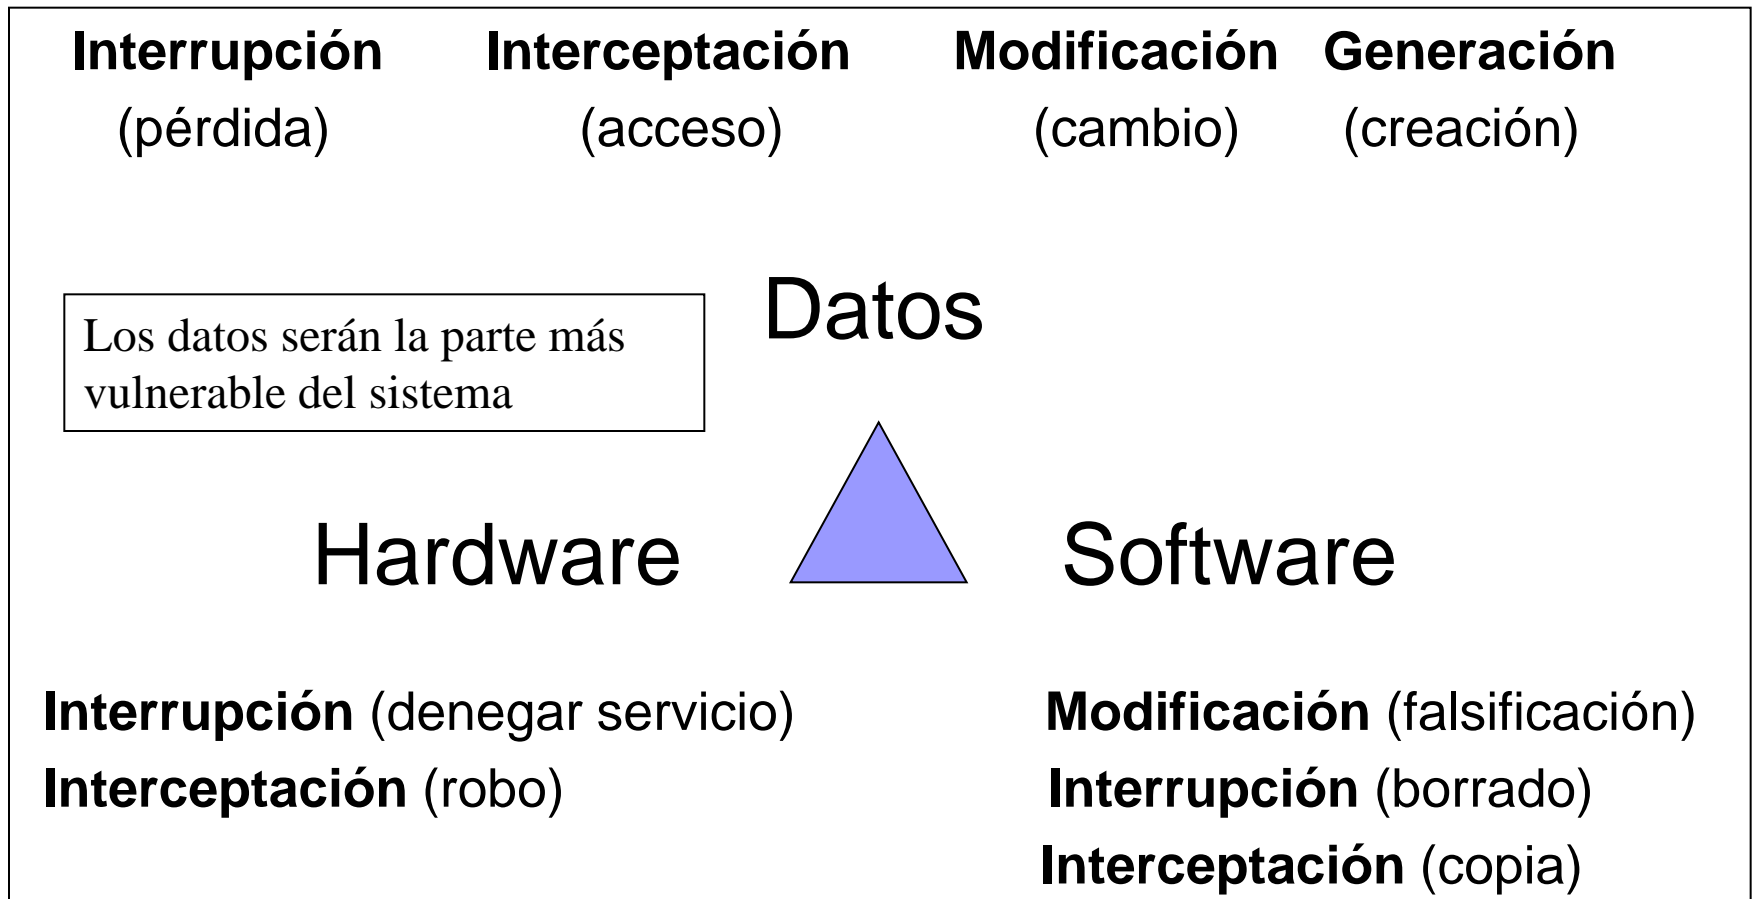 Interrupción Interceptación Modificación Generación
(pérdida) (acceso) (cambio) (creación)
Datos
Los datos serán la parte más
vulnerable del sistema
Hardware Software
Interrupción (denegar servicio) Modificación (falsificación)
Interceptación (robo) Interrupción (borrado)
Interceptación (copia)